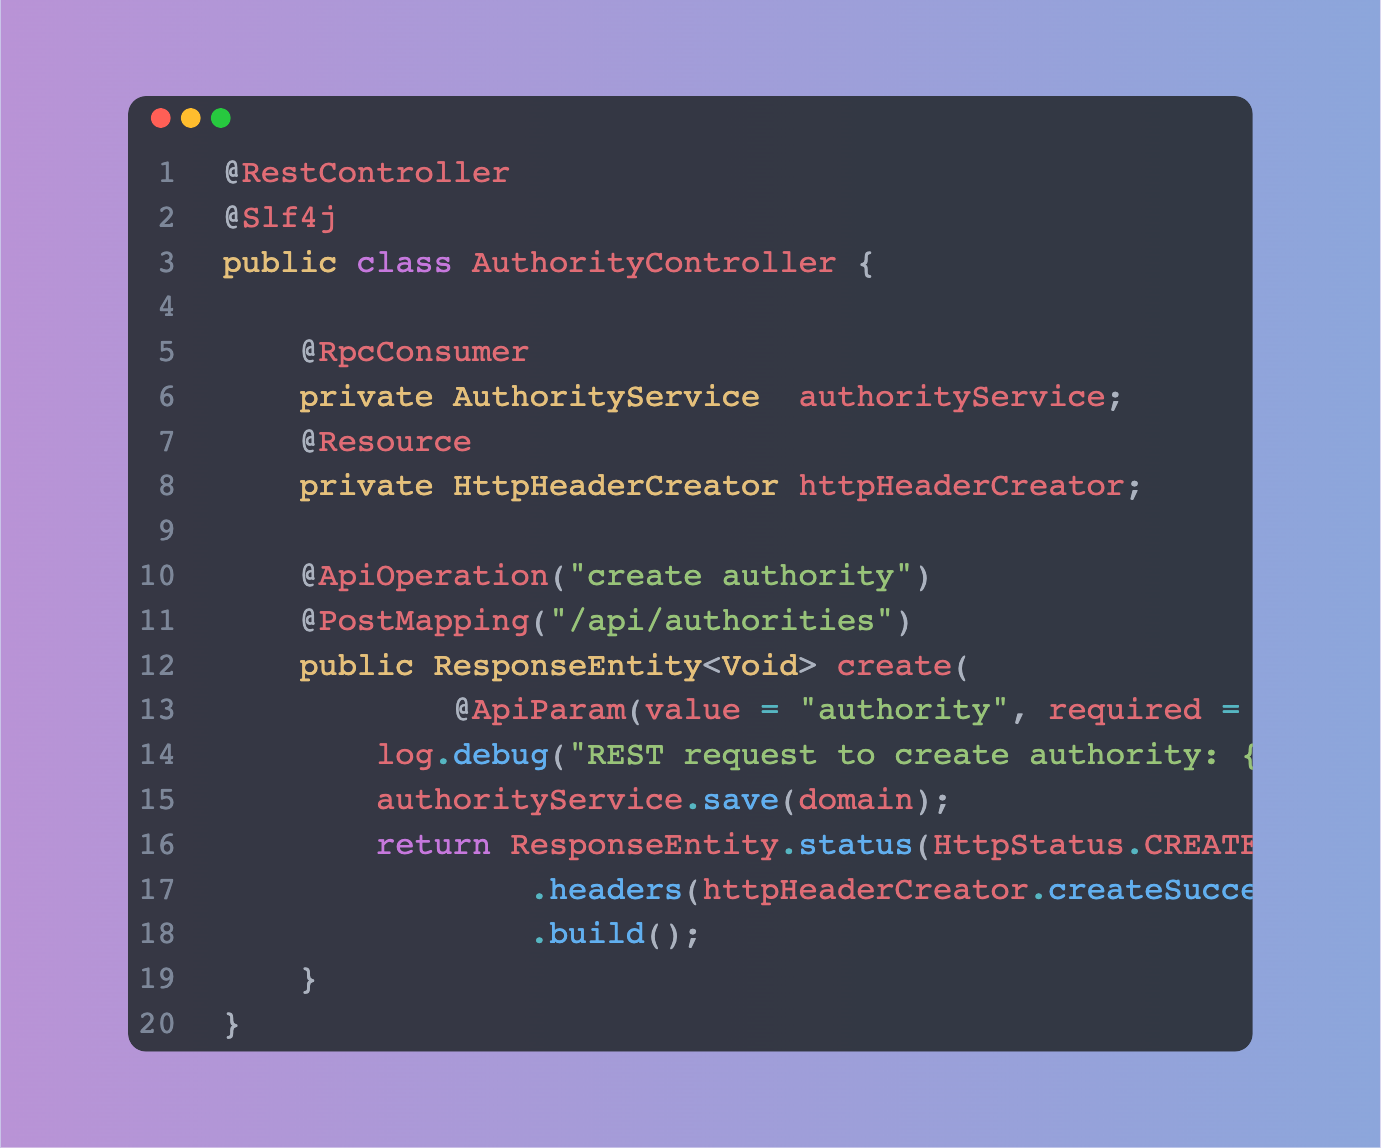 1 @RestController
2 @Slf4j
3 public class AuthorityController {
4
5 @RpcConsumer
6 private AuthorityService  authorityService;
7 @Resource
8 private HttpHeaderCreator httpHeaderCreator;
9
10 @ApiOperation("create authority")
11 @PostMapping("/api/authorities")
12 public ResponseEntity<Void> create(
13 @ApiParam(value = "authority", required =
14 log.debug("REST request to create authority: {
15 authorityService.save(domain);
16 return ResponseEntity.status(HttpStatus.CREATE
17 .headers(httpHeaderCreator.createSucce
18 .build();
19 }
20 }